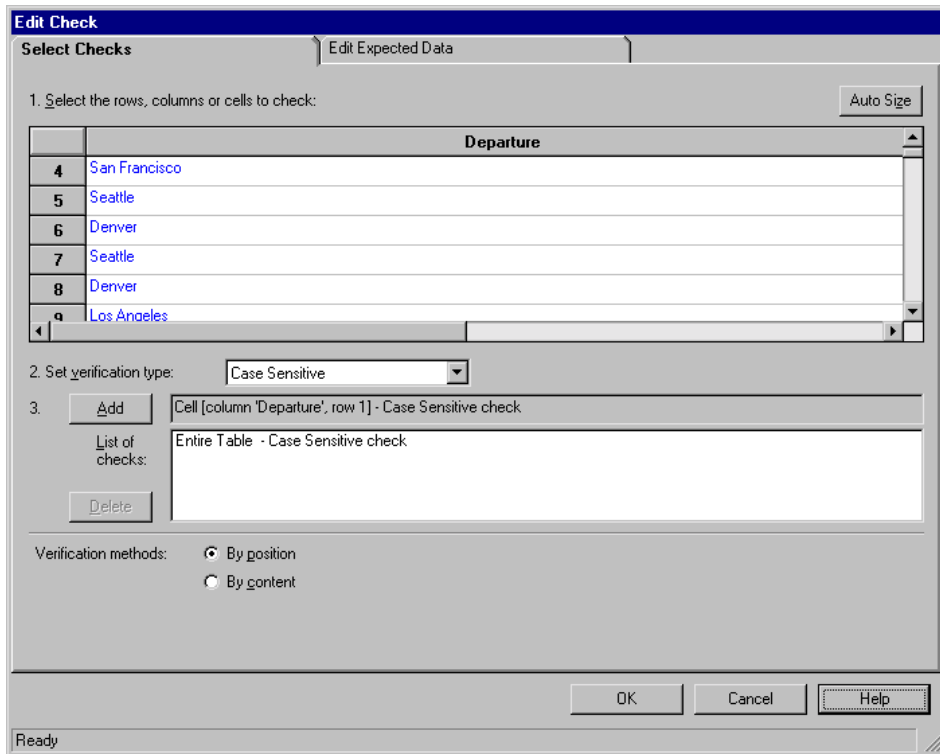 Edit Check
Select Checks Edit Expected Data
1. Select the rows, columns or cells to check: Auto Size
Departure
4 San Francisco
5 Seattle
6 Denver
7 Seattle
8 Denver
9 Los Angeles
2. Set verification type: Case Sensitive
3. Add Cell [column 'Departure', row 1] - Case Sensitive check
List of checks: Entire Table - Case Sensitive check
Delete
Verification methods: By position
By content
OK Cancel Help
Ready